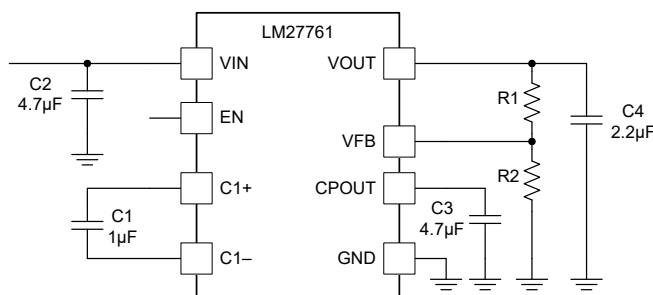 LM27761
VIN
VOUT
C2
4.7µF
R1
C4
2.2µF
EN
VFB
R2
C1+
CPOUT
C1
1µF
C3
4.7µF
C1–
GND